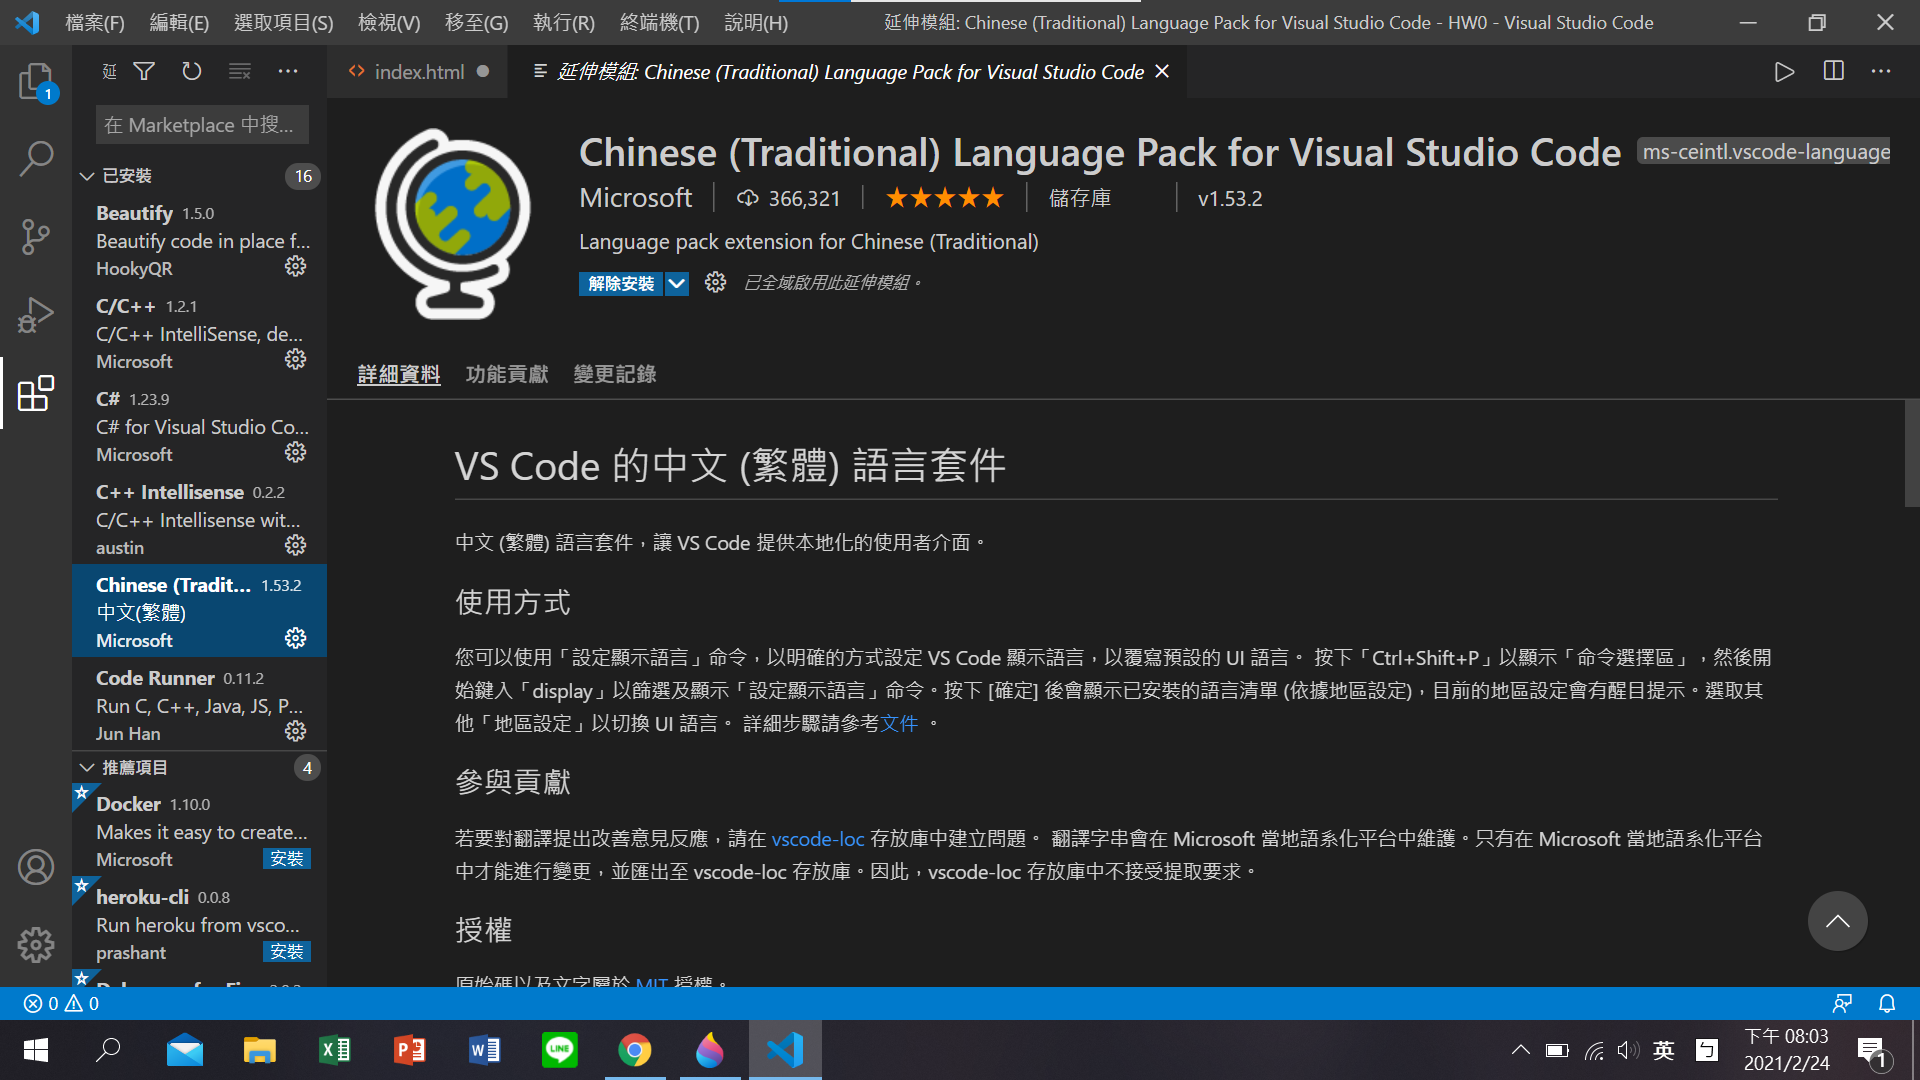 檔案(F) 編輯(E) 選取項目(S) 檢視(V) 移至(G) 執行(R) 終端機(T) 說明(H) 延伸模組: Chinese (Traditional) Language Pack for Visual Studio Code - HW0 - Visual Studio Code
延
index.html
延伸模組: Chinese (Traditional) Language Pack for Visual Studio Code
1
在 Marketplace 中搜...
已安裝 16
Beautify 1.5.0
Beautify code in place f...
HookyQR
C/C++ 1.2.1
C/C++ IntelliSense, de...
Microsoft
C# 1.23.9
C# for Visual Studio Co...
Microsoft
C++ Intellisense 0.2.2
C/C++ Intellisense wit...
austin
Chinese (Tradit... 1.53.2
中文(繁體)
Microsoft
Code Runner 0.11.2
Run C, C++, Java, JS, P...
Jun Han
推薦項目 4
Docker 1.10.0
Makes it easy to create...
Microsoft 安裝
heroku-cli 0.0.8
Run heroku from vsco...
prashant 安裝
Chinese (Traditional) Language Pack for Visual Studio Code ms-ceintl.vscode-language
Microsoft 366,321 ★★★★★ 儲存庫 v1.53.2
Language pack extension for Chinese (Traditional)
解除安裝 已全域啟用此延伸模組。
詳細資料 功能貢獻 變更記錄
VS Code 的中文 (繁體) 語言套件
中文 (繁體) 語言套件，讓 VS Code 提供本地化的使用者介面。
使用方式
您可以使用「設定顯示語言」命令，以明確的方式設定 VS Code 顯示語言，以覆寫預設的 UI 語言。 按下「Ctrl+Shift+P」以顯示「命令選擇區」，然後開
始鍵入「display」以篩選及顯示「設定顯示語言」命令。按下 [確定] 後會顯示已安裝的語言清單 (依據地區設定)，目前的地區設定會有醒目提示。選取其
他「地區設定」以切換 UI 語言。 詳細步驟請參考文件 。
參與貢獻
若要對翻譯提出改善意見反應，請在 vscode-loc 存放庫中建立問題。 翻譯字串會在 Microsoft 當地語系化平台中維護。只有在 Microsoft 當地語系化平台
中才能進行變更，並匯出至 vscode-loc 存放庫。因此，vscode-loc 存放庫中不接受提取要求。
授權
原始碼以及文字屬於 MIT 授權。
0 0
LINE
英 ㄅ
下午 08:03
2021/2/24
1